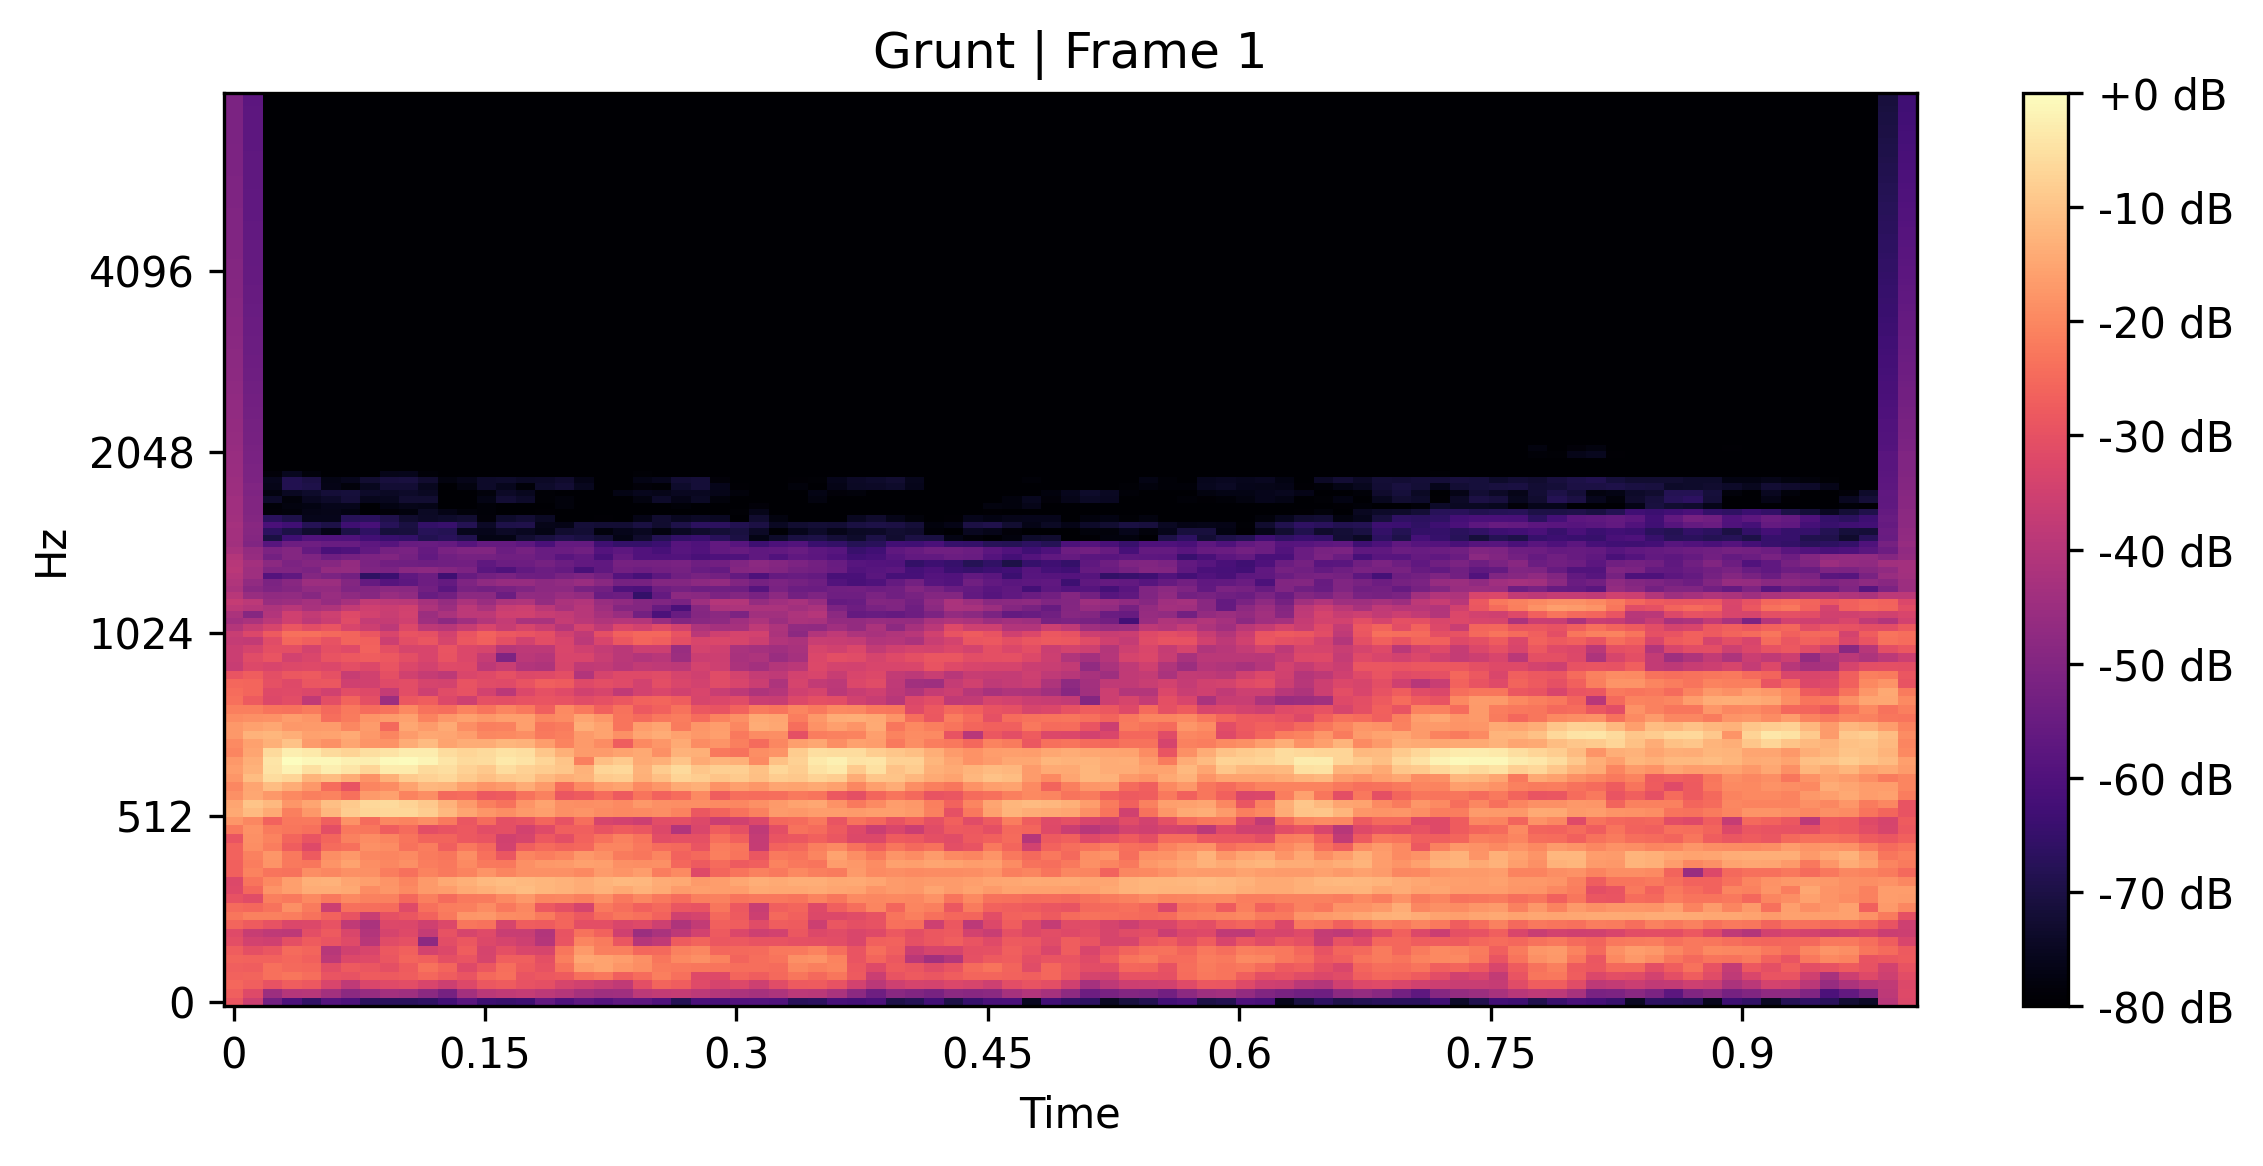 Grunt | Frame 1
Hz
4096
2048
1024
512
0
0 0.15 0.3 0.45 0.6 0.75 0.9
Time
+0 dB
-10 dB
-20 dB
-30 dB
-40 dB
-50 dB
-60 dB
-70 dB
-80 dB